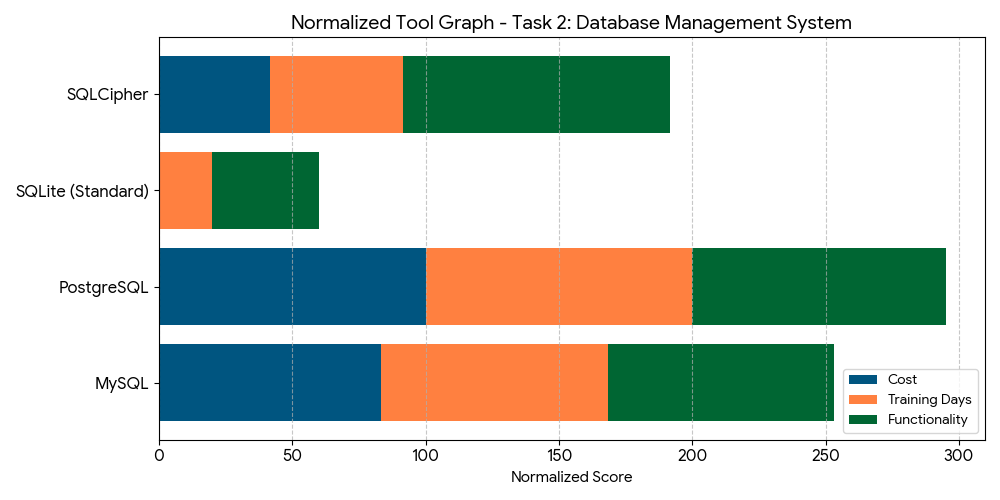 Normalized Tool Graph - Task 2: Database Management System
SQLCipher
SQLite (Standard)
PostgreSQL
MySQL
Cost
Training Days
Functionality
0 50 100 150 200 250 300
Normalized Score